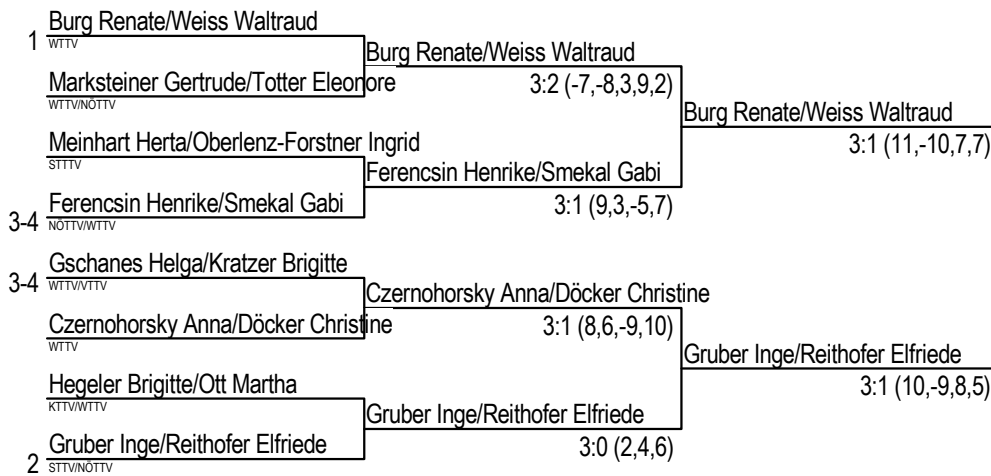 Burg Renate/Weiss Waltraud
1
WTTV
Burg Renate/Weiss Waltraud
Marksteiner Gertrude/Totter Eleonore
3:2 (-7,-8,3,9,2)
WTTV/NÖTTV
Burg Renate/Weiss Waltraud
Meinhart Herta/Oberlenz-Forstner Ingrid
3:1 (11,-10,7,7)
STTTV
Ferencsin Henrike/Smekal Gabi
Ferencsin Henrike/Smekal Gabi
3:1 (9,3,-5,7)
3-4
NÖTTV/WTTV
Gschanes Helga/Kratzer Brigitte
3-4
WTTV/VTTV
Czernohorsky Anna/Döcker Christine
Czernohorsky Anna/Döcker Christine
3:1 (8,6,-9,10)
WTTV
Gruber Inge/Reithofer Elfriede
Hegeler Brigitte/Ott Martha
3:1 (10,-9,8,5)
KTTV/WTTV
Gruber Inge/Reithofer Elfriede
Gruber Inge/Reithofer Elfriede
3:0 (2,4,6)
2
STTV/NÖTTV